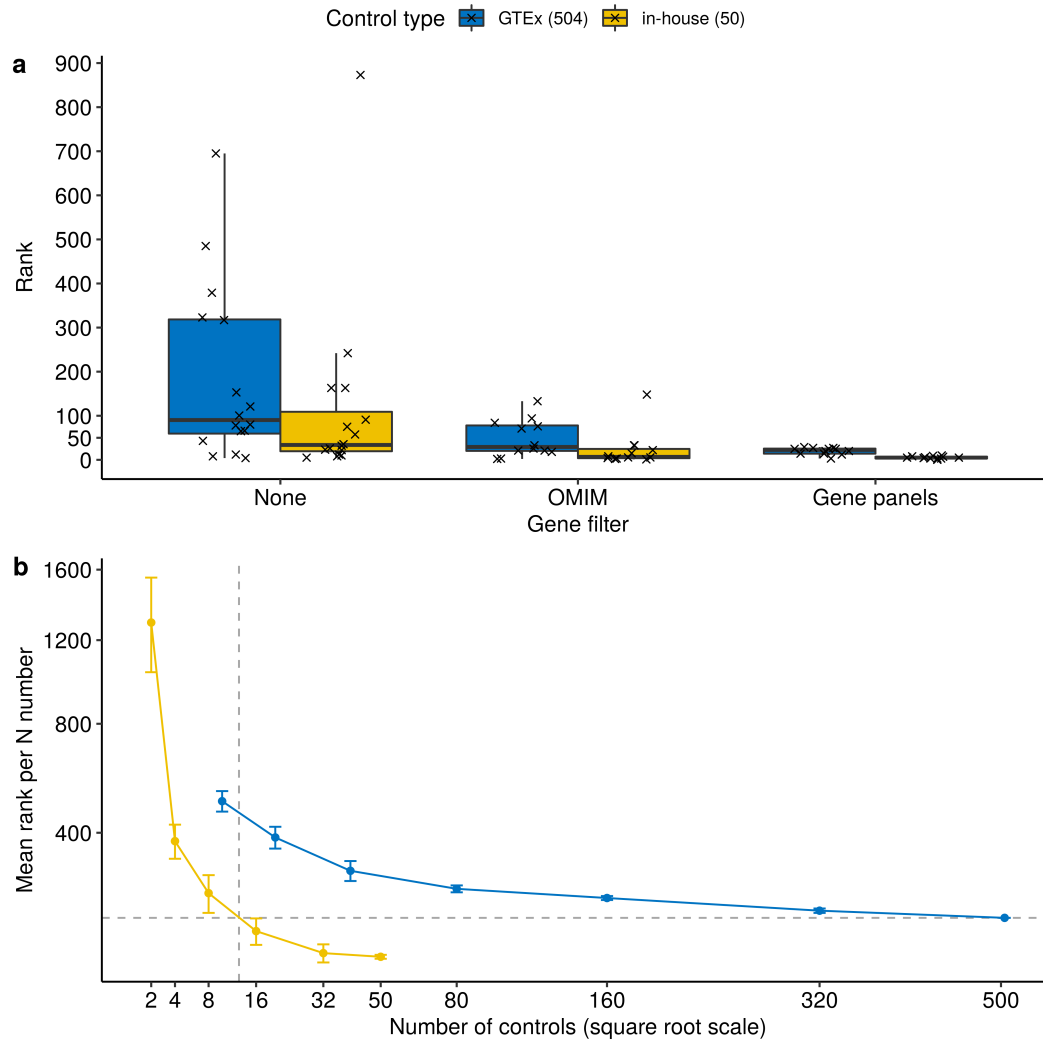 Control type GTEx (504) in-house (50)
a
900
800
700
600
500
400
300
200
100
50
0
Rank
None OMIM Gene panels
Gene filter
b
1600
1200
800
400
Mean rank per N number
2 4 8 16 32 50 80 160 320 500
Number of controls (square root scale)